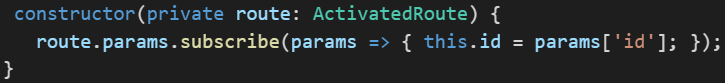 constructor(private route: ActivatedRoute) {
route.params.subscribe(params => { this.id = params['id']; });
}